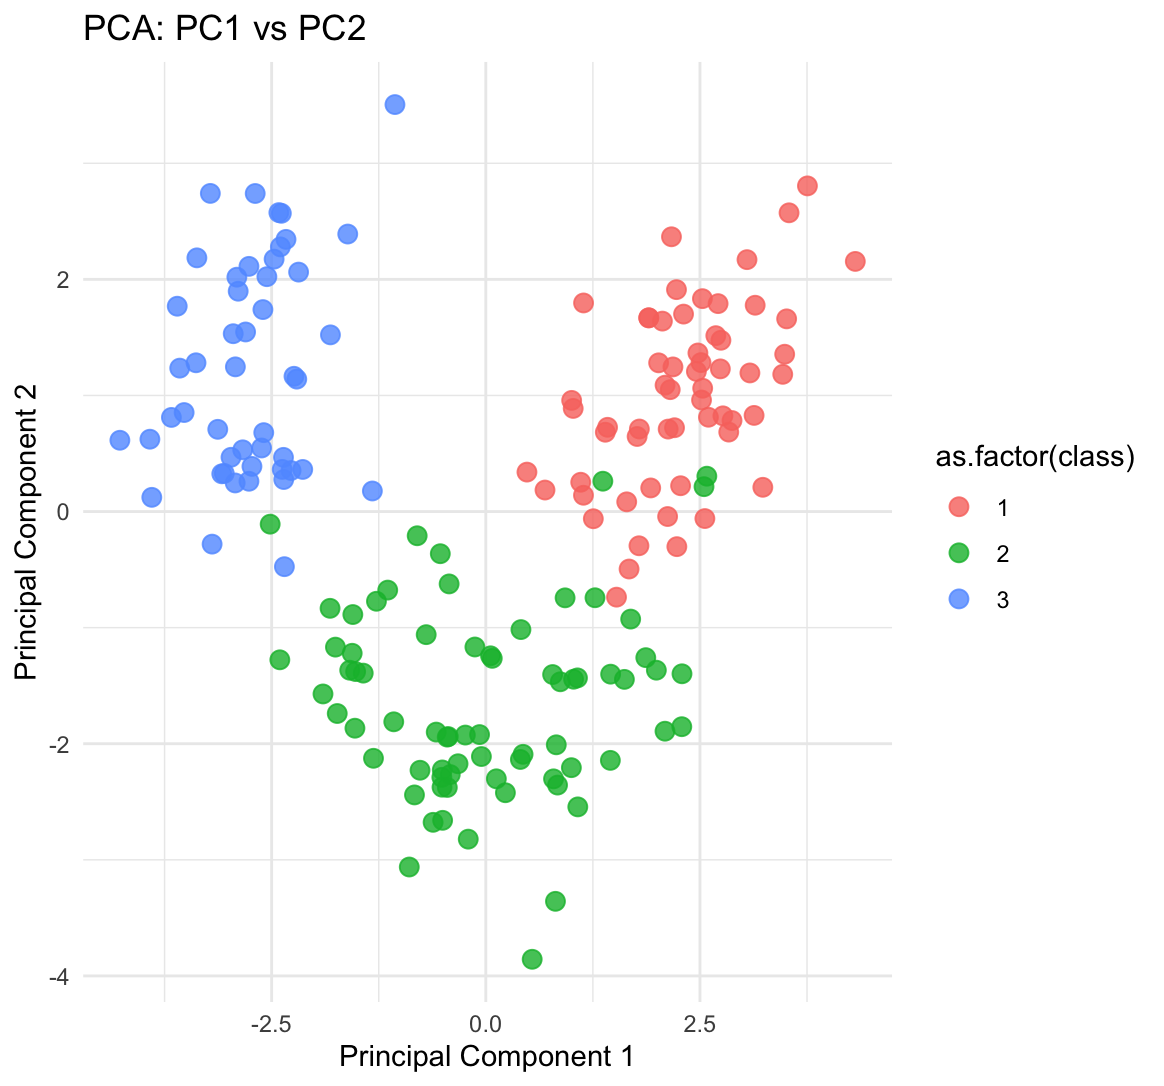 PCA: PC1 vs PC2
2
0
-2
-4
Principal Component 2
-2.5 0.0 2.5
Principal Component 1
as.factor(class)
1
2
3